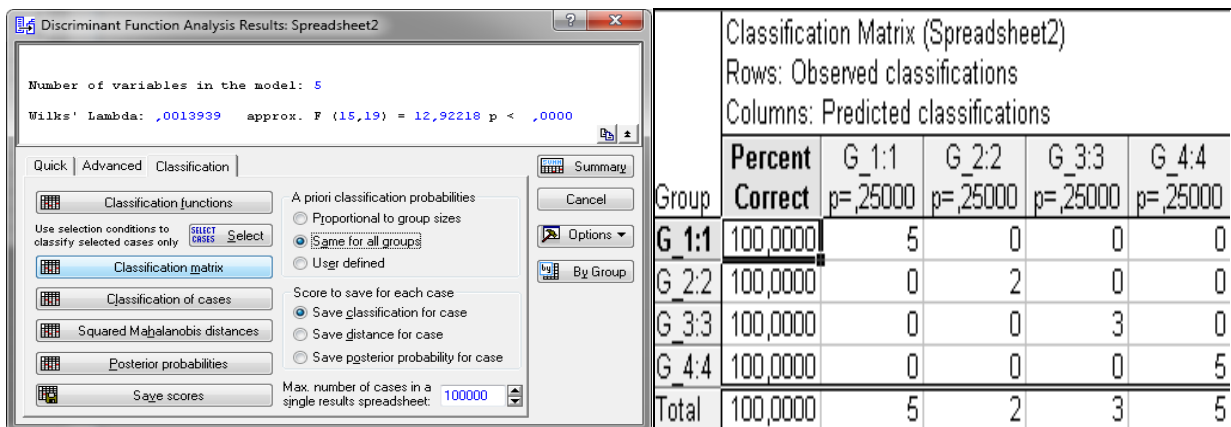 Discriminant Function Analysis Results: Spreadsheet2
Number of variables in the model: 5
Wilks' Lambda: ,0013939 approx. F (15,19) = 12,92218 p < ,0000
Quick Advanced Classification
Summary
Cancel
Options
By Group
Classification functions
Use selection conditions to
classify selected cases only
SELECT CASES Select
Classification matrix
Classification of cases
Squared Mahalanobis distances
Posterior probabilities
Save scores
A priori classification probabilities
Proportional to group sizes
Same for all groups
User defined
Score to save for each case
Save classification for case
Save distance for case
Save posterior probability for case
Max. number of cases in a
single results spreadsheet: 100000
Classification Matrix (Spreadsheet2)
Rows: Observed classifications
Columns: Predicted classifications
Percent G_1:1 G_2:2 G_3:3 G_4:4
Group Correct p=,25000 p=,25000 p=,25000 p=,25000
G_1:1 100,0000 5 0 0 0
G_2:2 100,0000 0 2 0 0
G_3:3 100,0000 0 0 3 0
G_4:4 100,0000 0 0 0 5
Total 100,0000 5 2 3 5